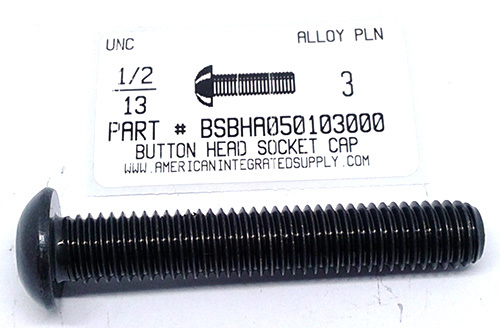 UNC ALLOY PLN
1/2
13 3
PART # BSBHA050103000
BUTTON HEAD SOCKET CAP
WWW.AMERICANINTEGRATEDSUPPLY.COM